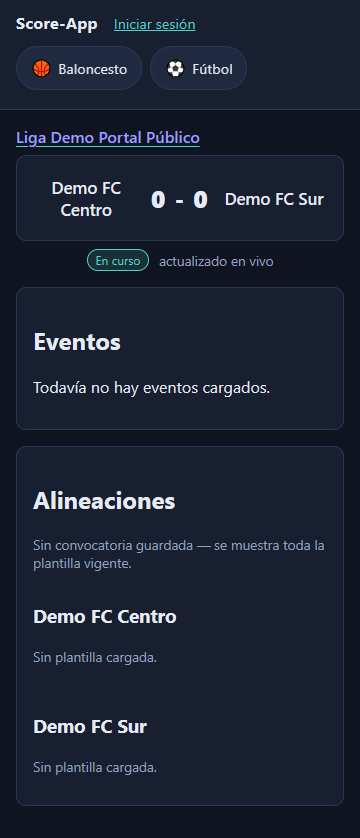 Score-App Iniciar sesión
Baloncesto Fútbol
Liga Demo Portal Público
Demo FC Centro 0 - 0 Demo FC Sur
En curso actualizado en vivo
Eventos
Todavía no hay eventos cargados.
Alineaciones
Sin convocatoria guardada — se muestra toda la
plantilla vigente.
Demo FC Centro
Sin plantilla cargada.
Demo FC Sur
Sin plantilla cargada.